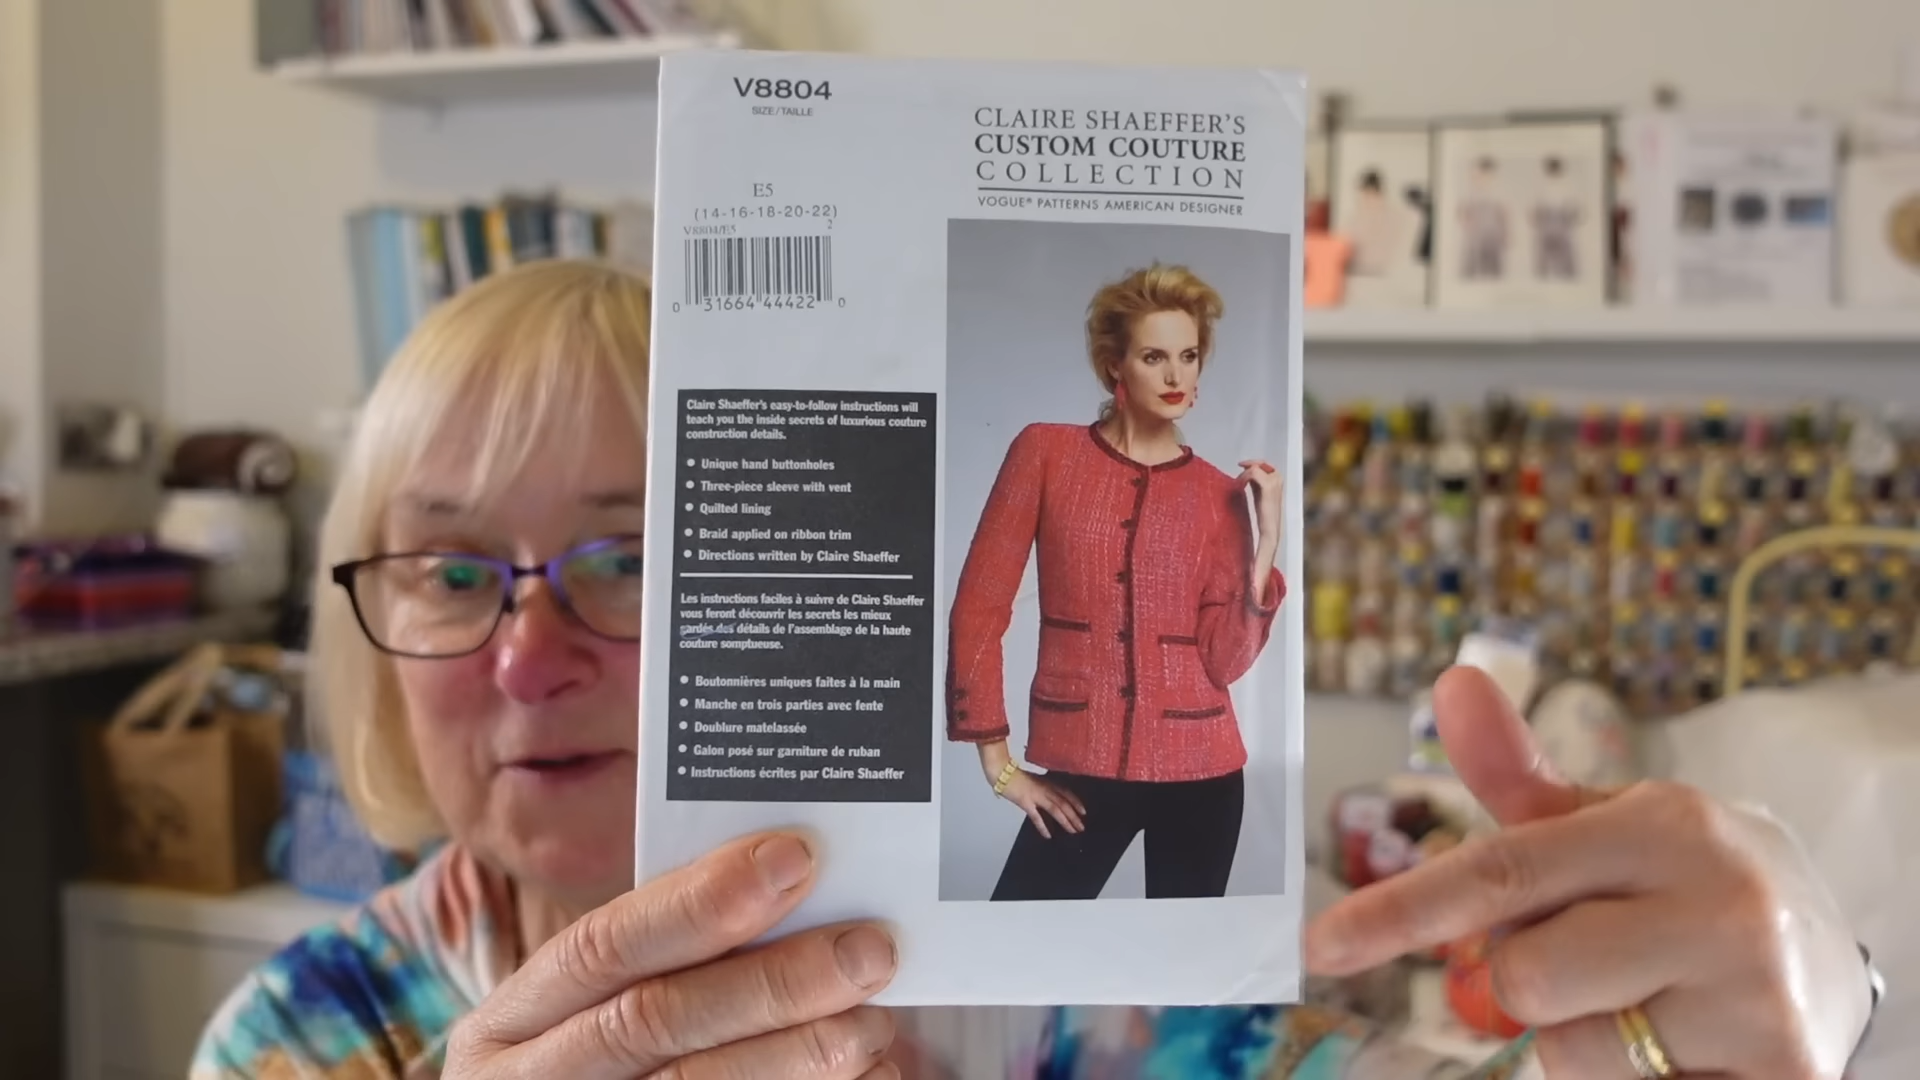 V8804
SIZE/TAILLE
E5
(14-16-18-20-22)
V8804/E5 2
0 31664 44422 0
CLAIRE SHAEFFER'S
CUSTOM COUTURE
COLLECTION
VOGUE® PATTERNS AMERICAN DESIGNER
Claire Shaeffer's easy-to-follow instructions will
teach you the inside secrets of luxurious couture
construction details.
● Unique hand buttonholes
● Three-piece sleeve with vent
● Quilted lining
● Braid applied on ribbon trim
● Directions written by Claire Shaeffer
Les instructions faciles à suivre de Claire Shaeffer
vous feront découvrir les secrets les mieux
gardés des détails de l'assemblage de la haute
couture somptueuse.
● Boutonnières uniques faites à la main
● Manche en trois parties avec fente
● Doublure matelassée
● Galon posé sur garniture de ruban
● Instructions écrites par Claire Shaeffer